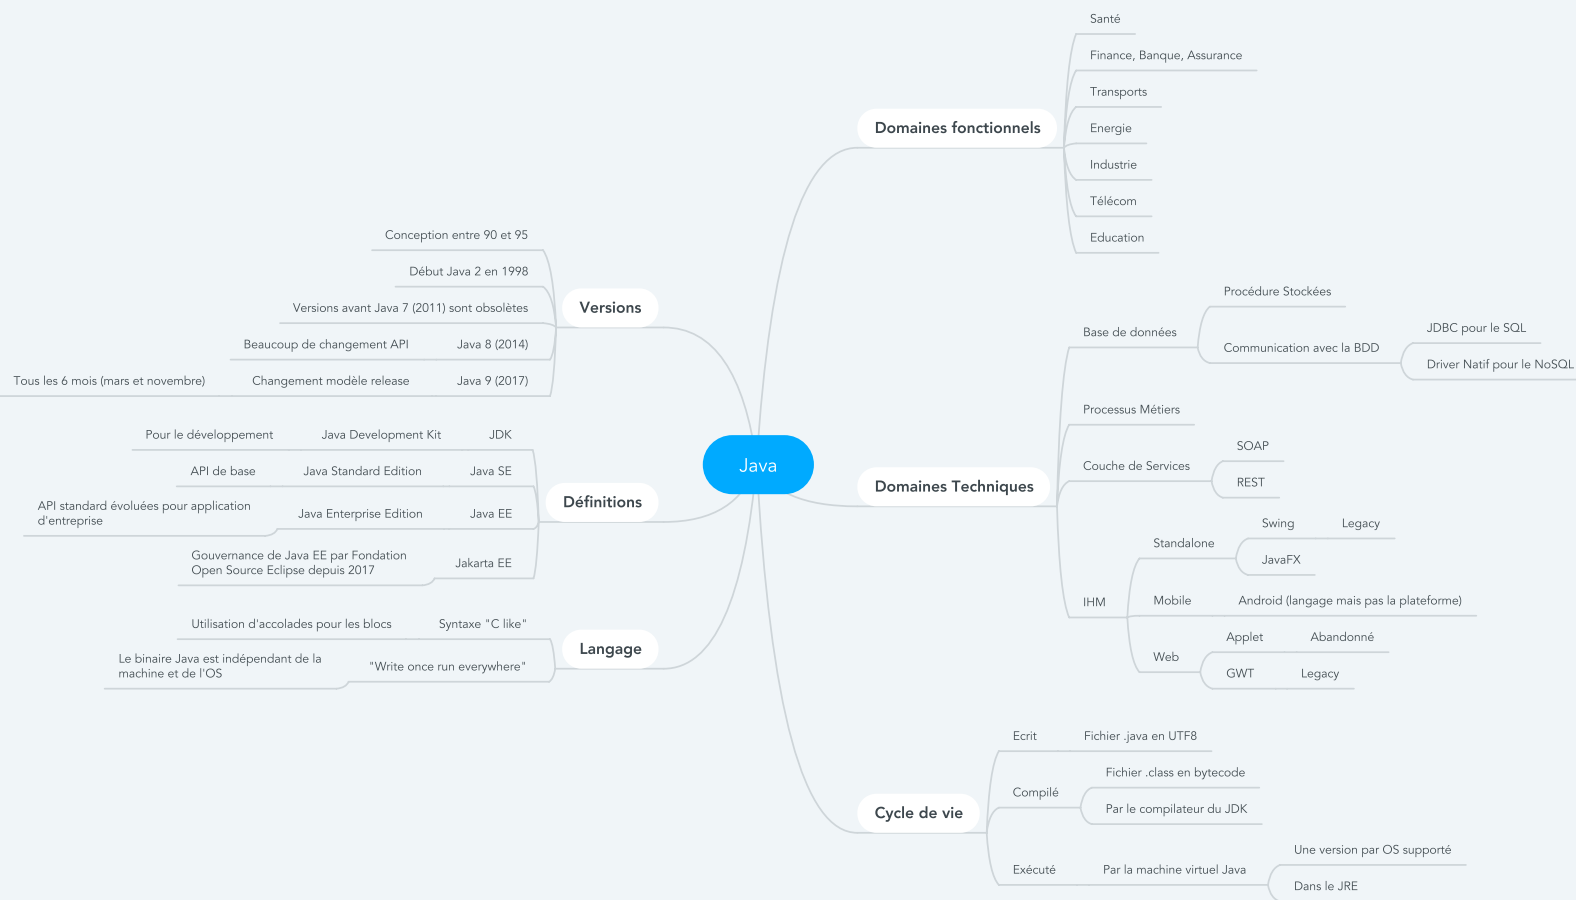 Java
Domaines fonctionnels
Santé
Finance, Banque, Assurance
Transports
Energie
Industrie
Télécom
Education
Domaines Techniques
Base de données
Procédure Stockées
Communication avec la BDD
JDBC pour le SQL
Driver Natif pour le NoSQL
Processus Métiers
Couche de Services
SOAP
REST
IHM
Standalone
Swing
Legacy
JavaFX
Mobile
Android (langage mais pas la plateforme)
Web
Applet
Abandonné
GWT
Legacy
Cycle de vie
Ecrit
Fichier .java en UTF8
Compilé
Fichier .class en bytecode
Par le compilateur du JDK
Exécuté
Par la machine virtuel Java
Une version par OS supporté
Dans le JRE
Versions
Conception entre 90 et 95
Début Java 2 en 1998
Versions avant Java 7 (2011) sont obsolètes
Java 8 (2014)
Beaucoup de changement API
Java 9 (2017)
Changement modèle release
Tous les 6 mois (mars et novembre)
Définitions
JDK
Java Development Kit
Pour le développement
Java SE
Java Standard Edition
API de base
Java EE
Java Enterprise Edition
API standard évoluées pour application
d'entreprise
Jakarta EE
Gouvernance de Java EE par Fondation
Open Source Eclipse depuis 2017
Langage
Syntaxe "C like"
Utilisation d'accolades pour les blocs
"Write once run everywhere"
Le binaire Java est indépendant de la
machine et de l'OS